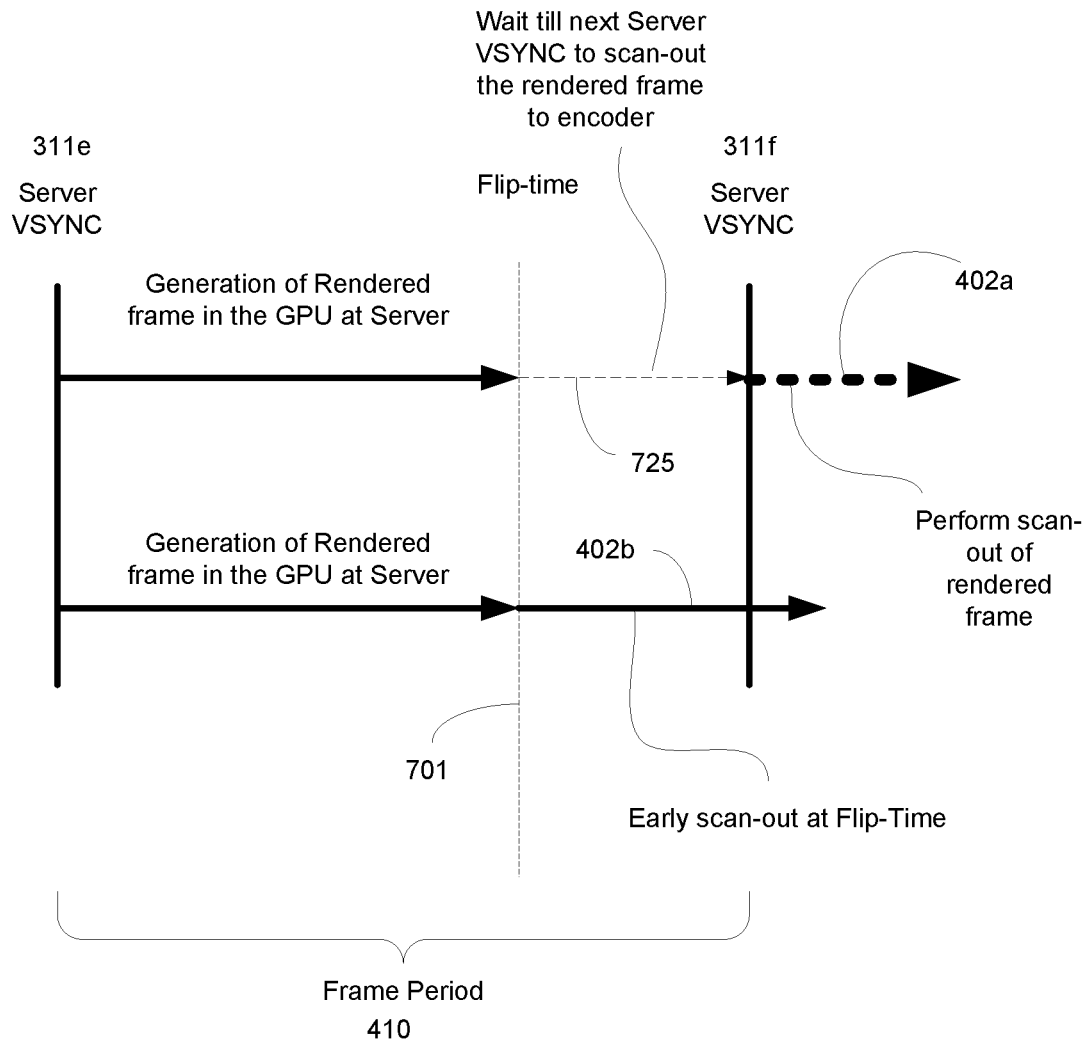 Wait till next Server
VSYNC to scan-out
the rendered frame
to encoder
311e
Server
VSYNC
Flip-time
311f
Server
VSYNC
Generation of Rendered
frame in the GPU at Server
402a
725
Perform scan-
out of
rendered
frame
Generation of Rendered
frame in the GPU at Server
402b
701
Early scan-out at Flip-Time
Frame Period
410